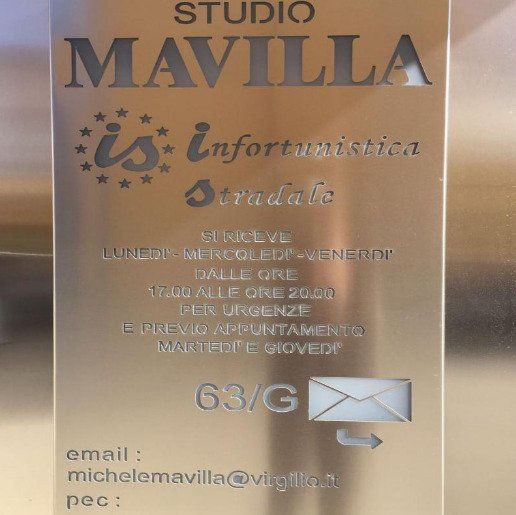 STUDIO
MAVILLA
is infortunistica
stradale
SI RICEVE
LUNEDI'- MERCOLEDI' -VENERDI'
DALLE ORE
17.00 ALLE ORE 20.00
PER URGENZE
E PREVIO APPUNTAMENTO
MARTEDI' E GIOVEDI'
63/G
email :
michelemavilla@virgilio.it
pec :